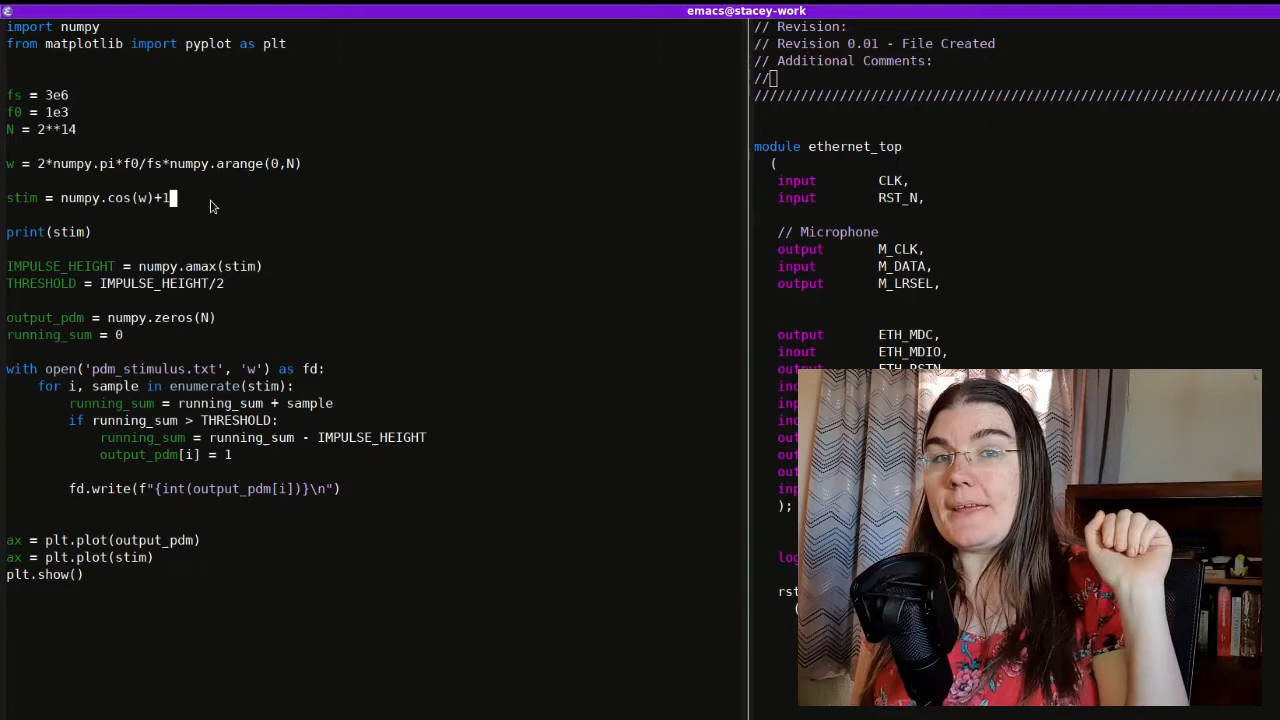 emacs@stacey-work
import numpy
from matplotlib import pyplot as plt
fs = 3e6
f0 = 1e3
N = 2**14
w = 2*numpy.pi*f0/fs*numpy.arange(0,N)
stim = numpy.cos(w)+1
print(stim)
IMPULSE_HEIGHT = numpy.amax(stim)
THRESHOLD = IMPULSE_HEIGHT/2
output_pdm = numpy.zeros(N)
running_sum = 0
with open('pdm_stimulus.txt', 'w') as fd:
for i, sample in enumerate(stim):
running_sum = running_sum + sample
if running_sum > THRESHOLD:
running_sum = running_sum - IMPULSE_HEIGHT
output_pdm[i] = 1
fd.write(f"{int(output_pdm[i])}\n")
ax = plt.plot(output_pdm)
ax = plt.plot(stim)
plt.show()
// Revision:
// Revision 0.01 - File Created
// Additional Comments:
//
////////////////////////////////////////////////////////////////////
module ethernet_top
(
input CLK,
input RST_N,
// Microphone
output M_CLK,
input M_DATA,
output M_LRSEL,
output ETH_MDC,
inout ETH_MDIO,
output ETH_RSTN,
);